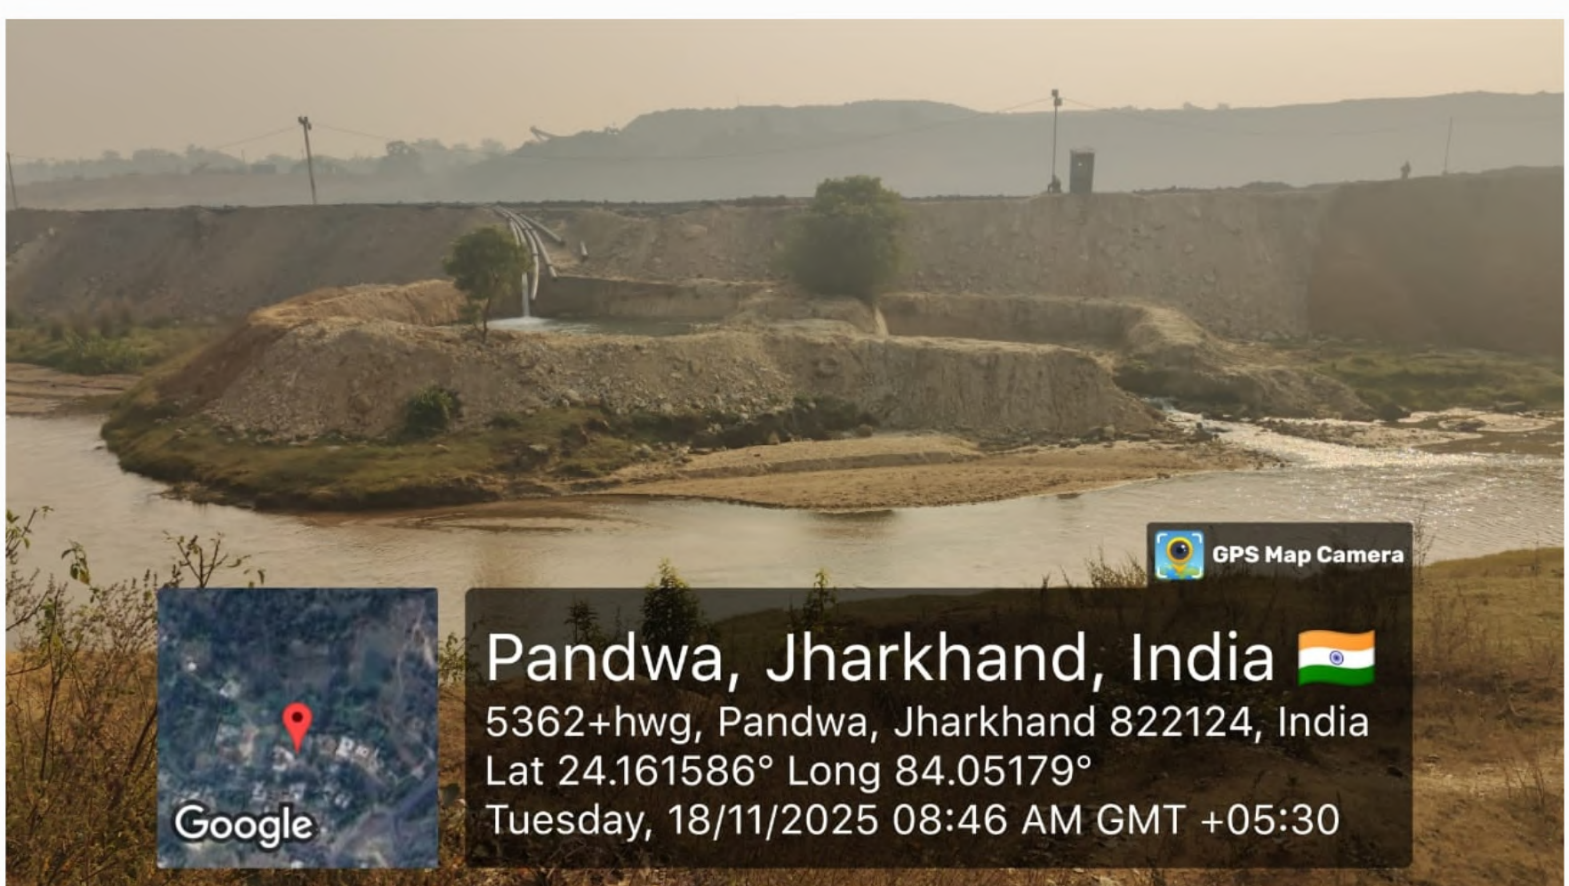 GPS Map Camera
Pandwa, Jharkhand, India
5362+hwg, Pandwa, Jharkhand 822124, India
Lat 24.161586° Long 84.05179°
Tuesday, 18/11/2025 08:46 AM GMT +05:30
Google